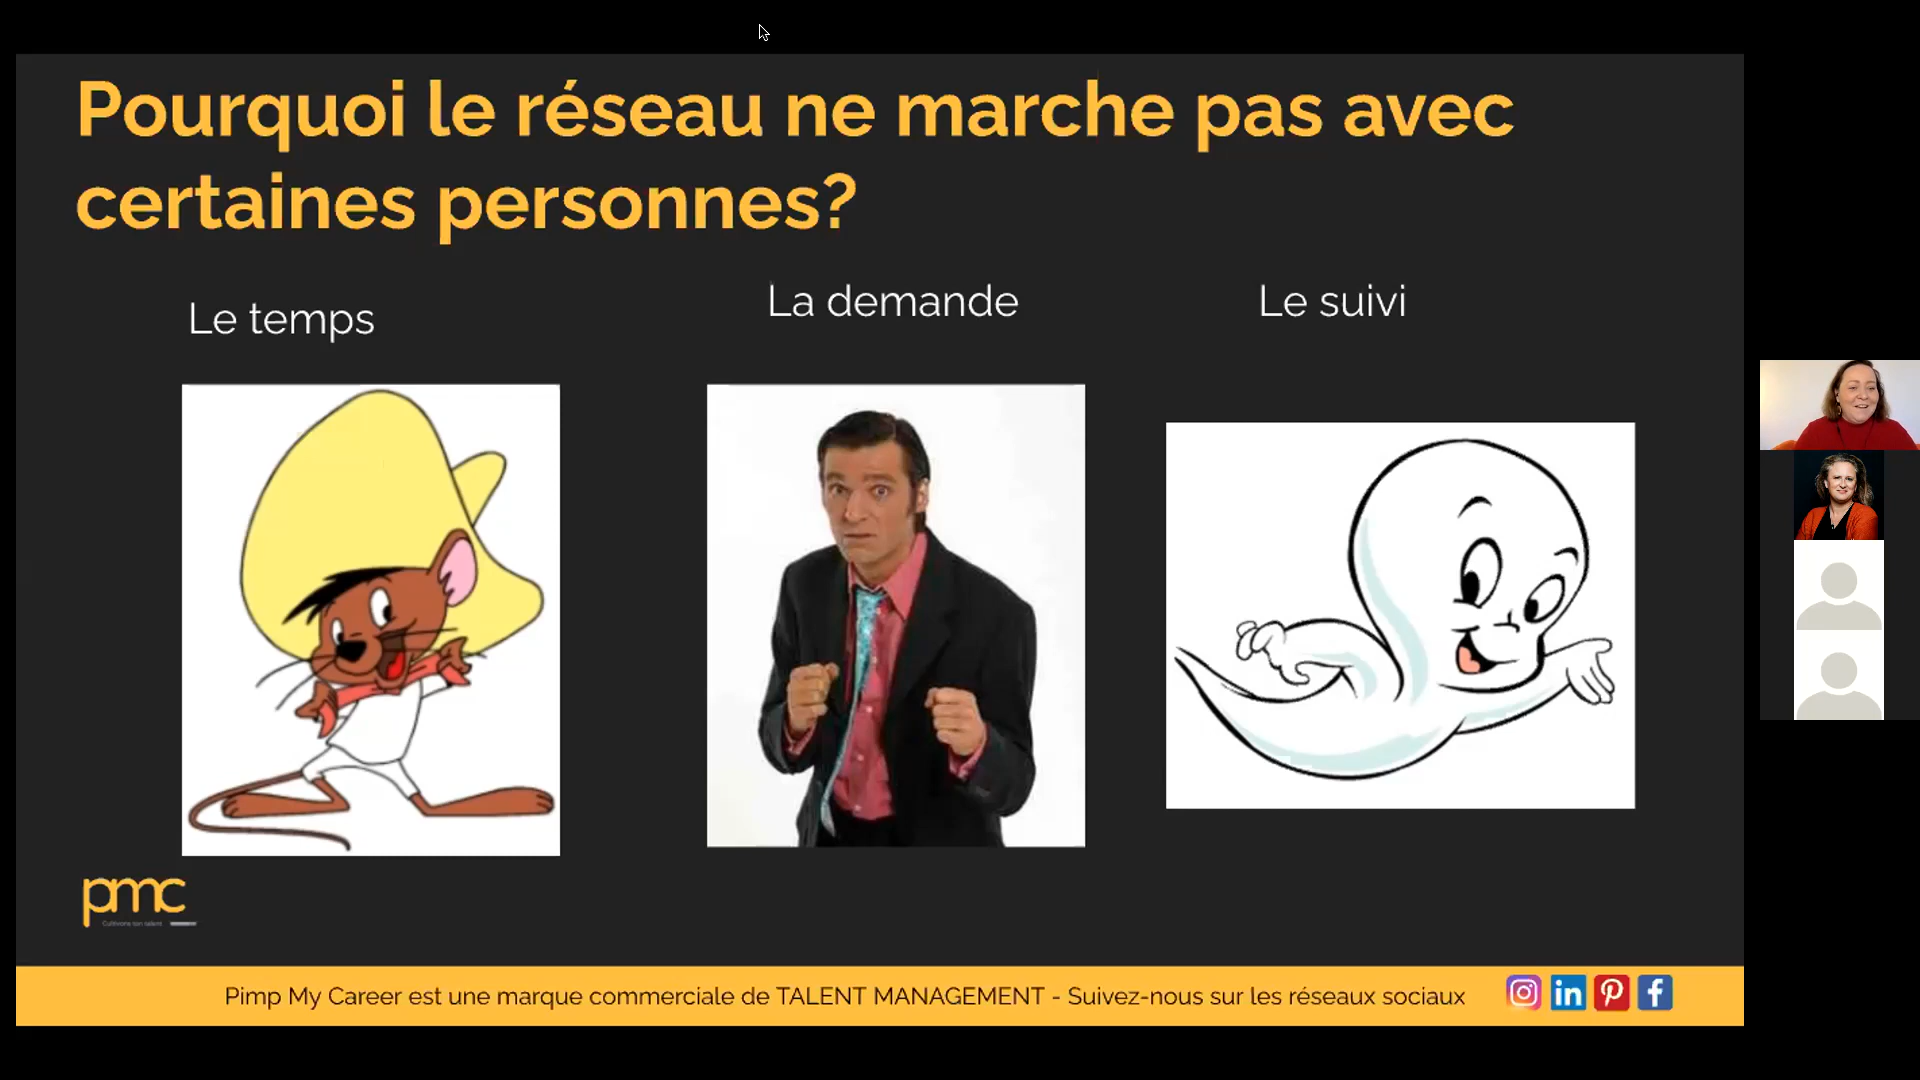 Pourquoi le réseau ne marche pas avec
certaines personnes?
Le temps
La demande
Le suivi
pmc
Cultivons ton talent
Pimp My Career est une marque commerciale de TALENT MANAGEMENT - Suivez-nous sur les réseaux sociaux